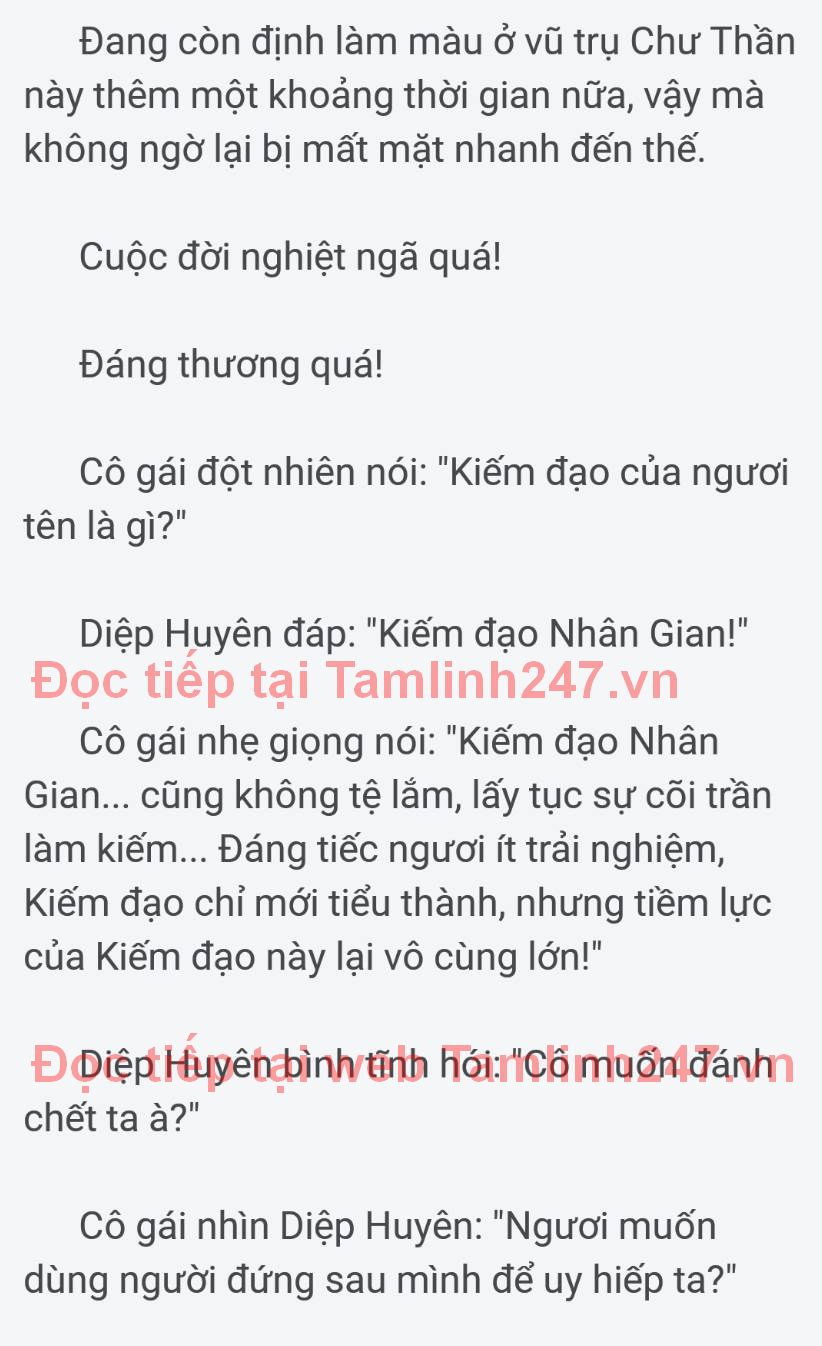 Đang còn định làm màu ở vũ trụ Chư Thần
này thêm một khoảng thời gian nữa, vậy mà
không ngờ lại bị mất mặt nhanh đến thế.
Cuộc đời nghiệt ngã quá!
Đáng thương quá!
Cô gái đột nhiên nói: "Kiếm đạo của ngươi
tên là gì?"
Diệp Huyên đáp: "Kiếm đạo Nhân Gian!"
Đọc tiếp tại Tamlinh247.vn
Cô gái nhẹ giọng nói: "Kiếm đạo Nhân
Gian... cũng không tệ lắm, lấy tục sự cõi trần
làm kiếm... Đáng tiếc ngươi ít trải nghiệm,
Kiếm đạo chỉ mới tiểu thành, nhưng tiềm lực
của Kiếm đạo này lại vô cùng lớn!"
Diệp Huyên bình tĩnh hỏi: "Cô muốn đánh
Đọc tiếp tại web Tamlinh247.vn
chết ta à?"
Cô gái nhìn Diệp Huyên: "Ngươi muốn
dùng người đứng sau mình để uy hiếp ta?"